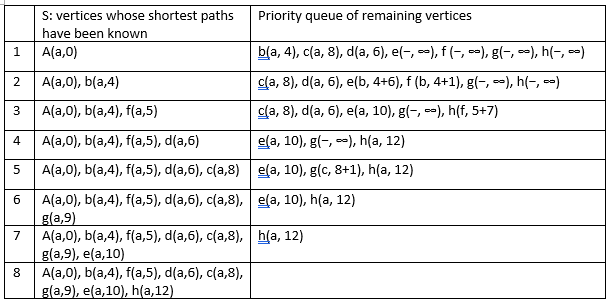 S: vertices whose shortest paths have been known
Priority queue of remaining vertices
1
A(a,0)
b(a, 4), c(a, 8), d(a, 6), e(−, ∞), f (−, ∞), g(−, ∞), h(−, ∞)
2
A(a,0), b(a,4)
c(a, 8), d(a, 6), e(b, 4+6), f (b, 4+1), g(−, ∞), h(−, ∞)
3
A(a,0), b(a,4), f(a,5)
c(a, 8), d(a, 6), e(a, 10), g(−, ∞), h(f, 5+7)
4
A(a,0), b(a,4), f(a,5), d(a,6)
e(a, 10), g(−, ∞), h(a, 12)
5
A(a,0), b(a,4), f(a,5), d(a,6), c(a,8)
e(a, 10), g(c, 8+1), h(a, 12)
6
A(a,0), b(a,4), f(a,5), d(a,6), c(a,8),
g(a,9)
e(a, 10), h(a, 12)
7
A(a,0), b(a,4), f(a,5), d(a,6), c(a,8),
g(a,9), e(a,10)
h(a, 12)
8
A(a,0), b(a,4), f(a,5), d(a,6), c(a,8),
g(a,9), e(a,10), h(a,12)